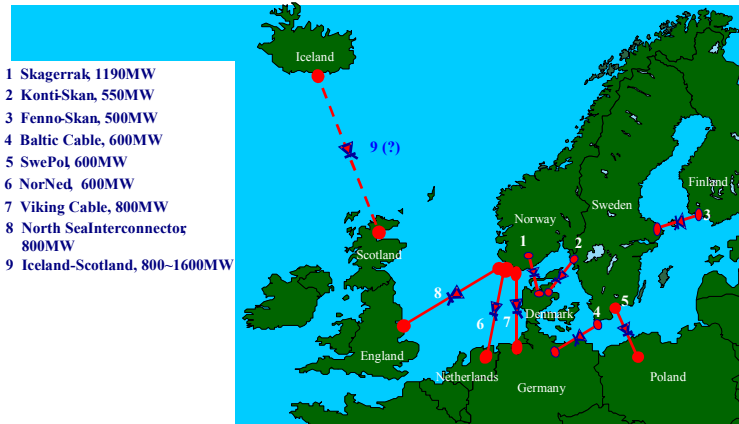 1 Skagerrak, 1190MW
2 Konti-Skan, 550MW
3 Fenno-Skan, 500MW
4 Baltic Cable, 600MW
5 SwePol, 600MW
6 NorNed, 600MW
7 Viking Cable, 800MW
8 North SeaInterconnector,
800MW
9 Iceland-Scotland, 800~1600MW
Iceland
9 (?)
Finland
Sweden
Norway
3
1
2
Scotland
8
5
6
7
Denmark
4
England
Netherlands
Germany
Poland